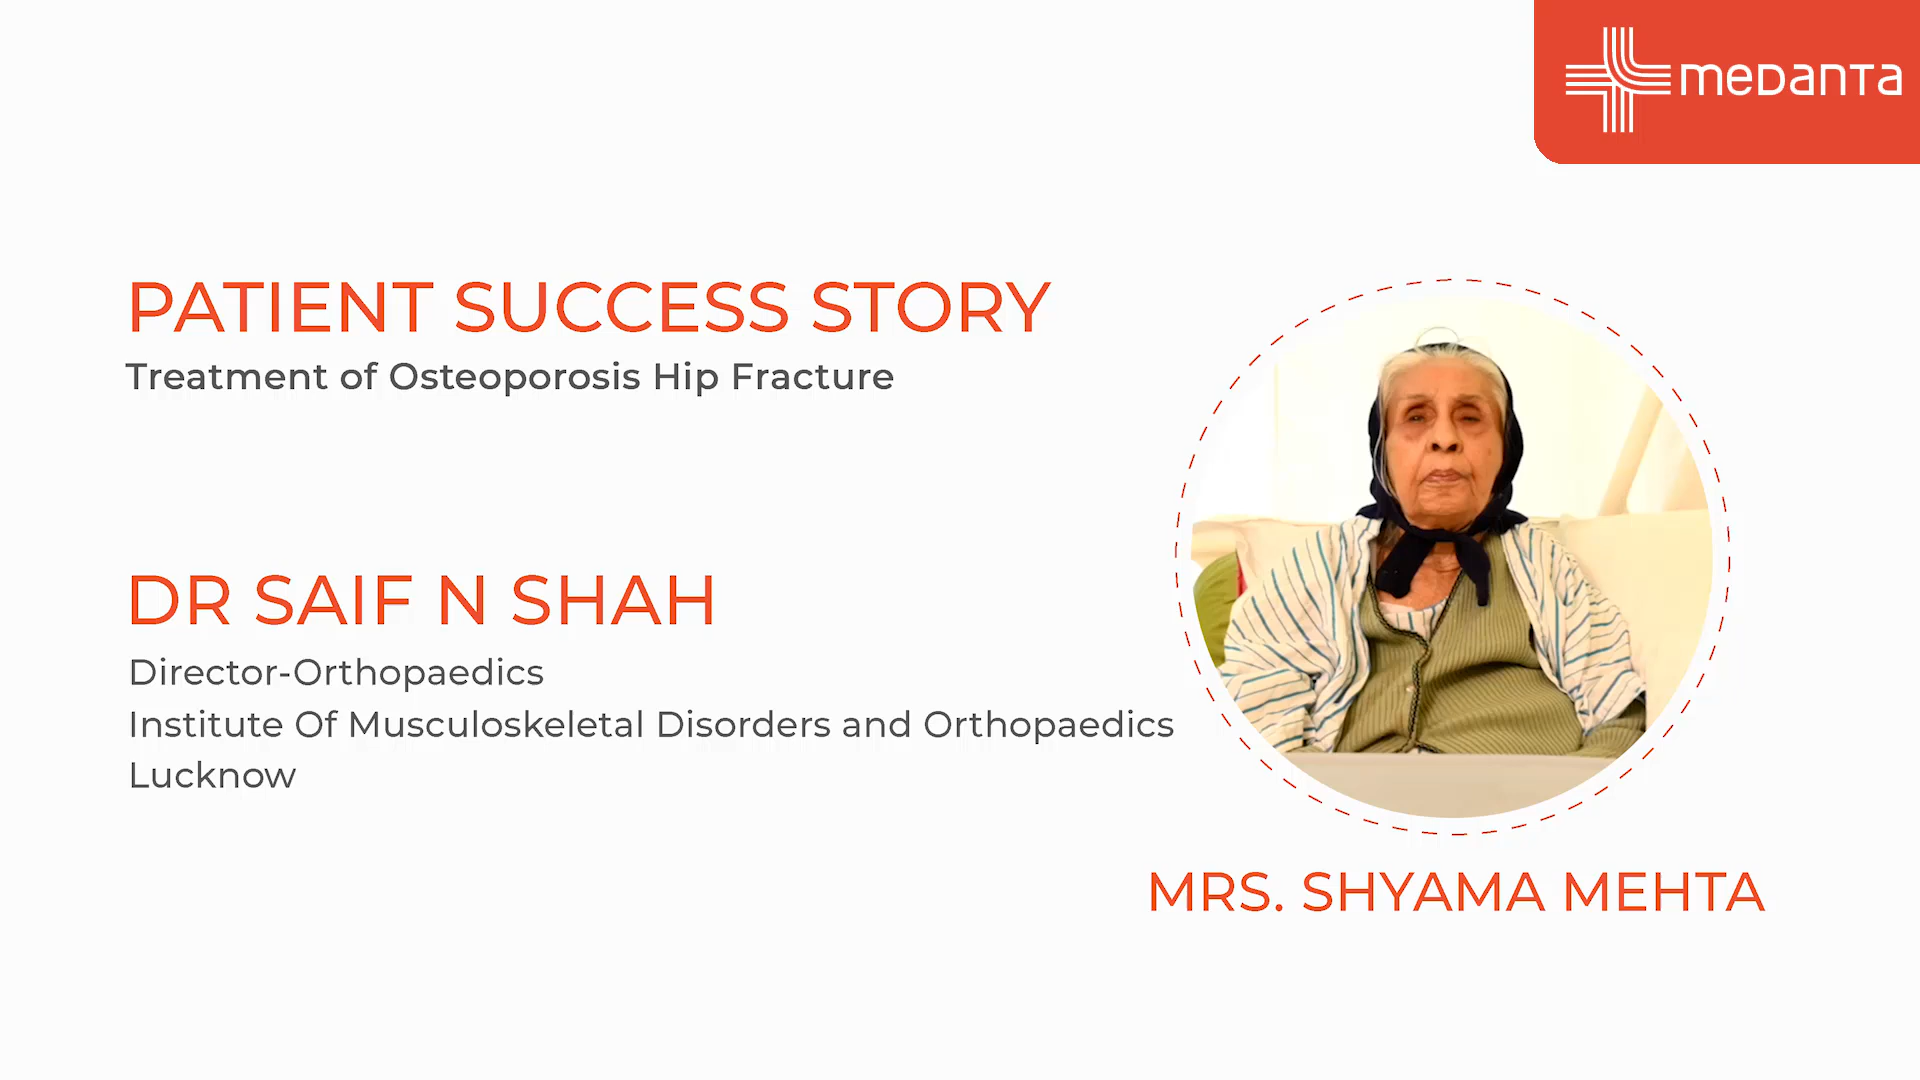 medanta
PATIENT SUCCESS STORY
Treatment of Osteoporosis Hip Fracture
DR SAIF N SHAH
Director-Orthopaedics
Institute Of Musculoskeletal Disorders and Orthopaedics
Lucknow
MRS. SHYAMA MEHTA